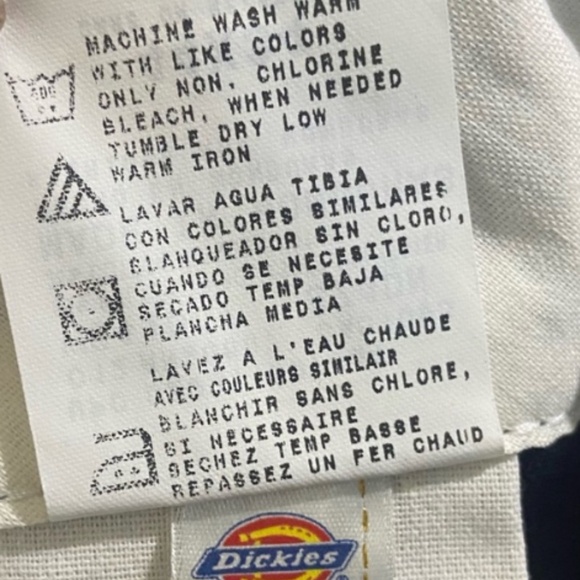 MACHINE WASH WARM
WITH LIKE COLORS
ONLY NON, CHLORINE
BLEACH, WHEN NEEDED
TUMBLE DRY LOW
WARM IRON
LAVAR AGUA TIBIA
CON COLORES SIMILARES
BLANQUEADOR SIN CLORO,
CUANDO SE NECESITE
SECADO TEMP BAJA
PLANCHA MEDIA
LAVEZ A L'EAU CHAUDE
AVEC COULEURS SIMILAIR
BLANCHIR SANS CHLORE,
SI NECESSAIRE
SECHEZ TEMP BASSE
REPASSEZ UN FER CHAUD
Dickies